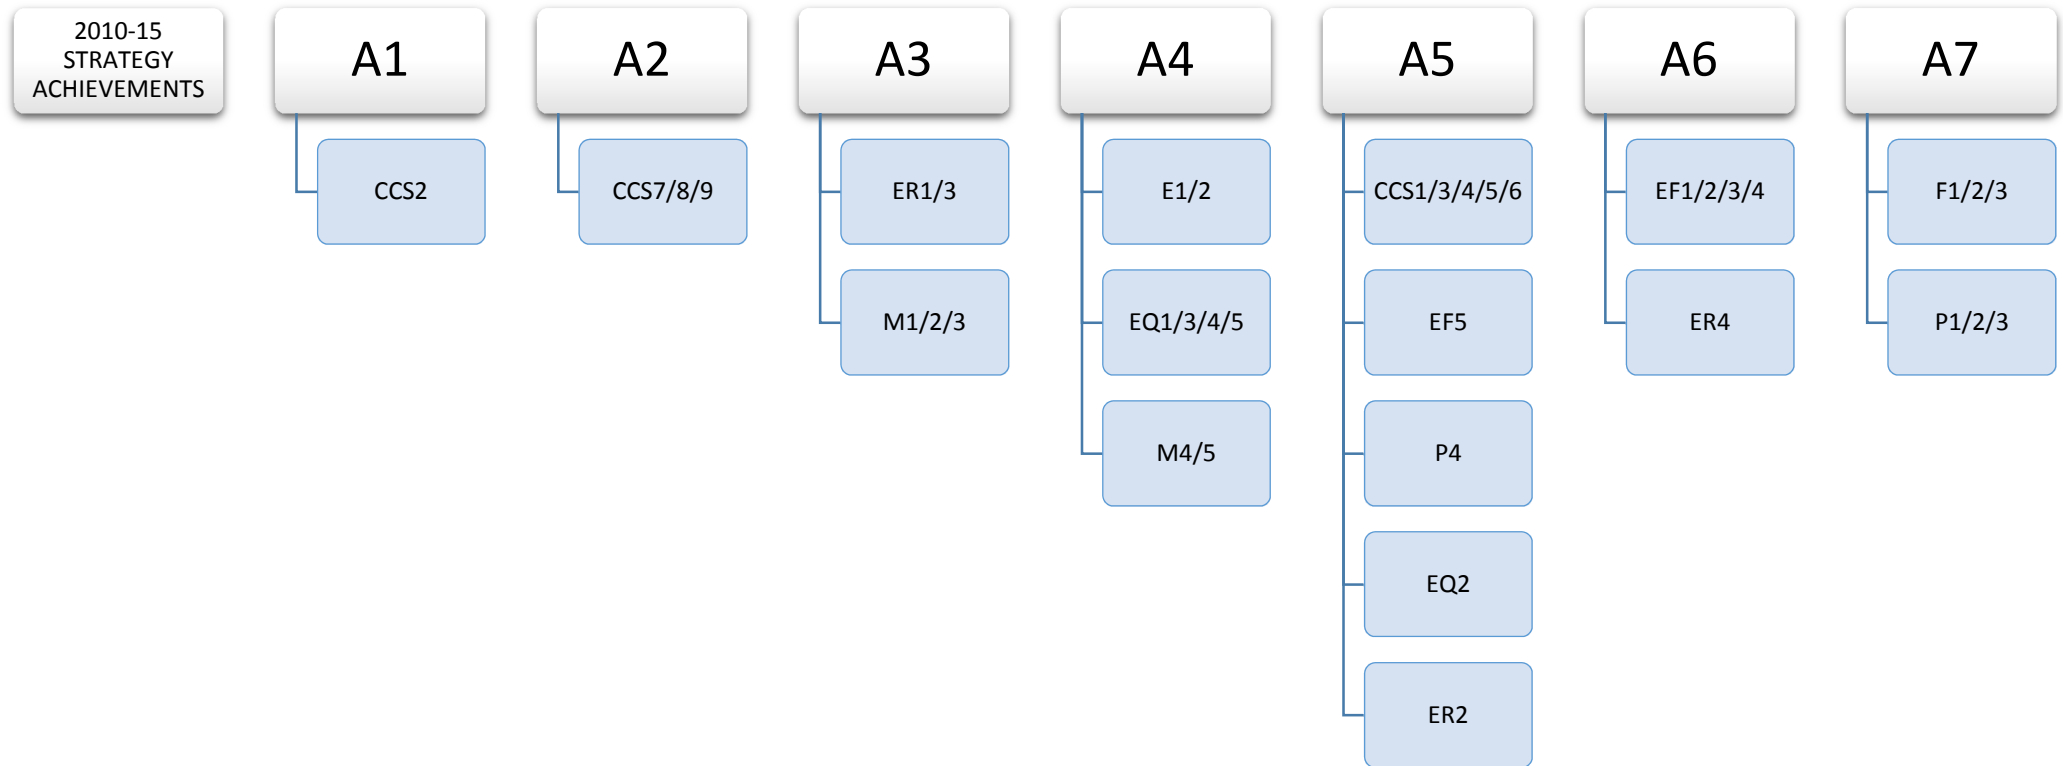 2010-15
STRATEGY
ACHIEVEMENTS
A1
CCS2
A2
CCS7/8/9
A3
ER1/3
M1/2/3
A4
E1/2
EQ1/3/4/5
M4/5
A5
CCS1/3/4/5/6
EF5
P4
EQ2
ER2
A6
EF1/2/3/4
ER4
A7
F1/2/3
P1/2/3